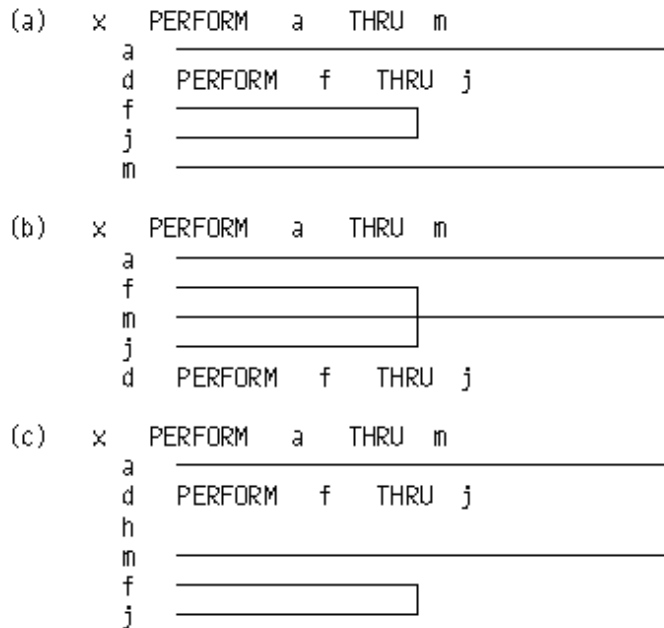 (a) x PERFORM a THRU m
a
d PERFORM f THRU j
f
j
m
(b) x PERFORM a THRU m
a
f
m
j
d PERFORM f THRU j
(c) x PERFORM a THRU m
a
d PERFORM f THRU j
h
m
f
j